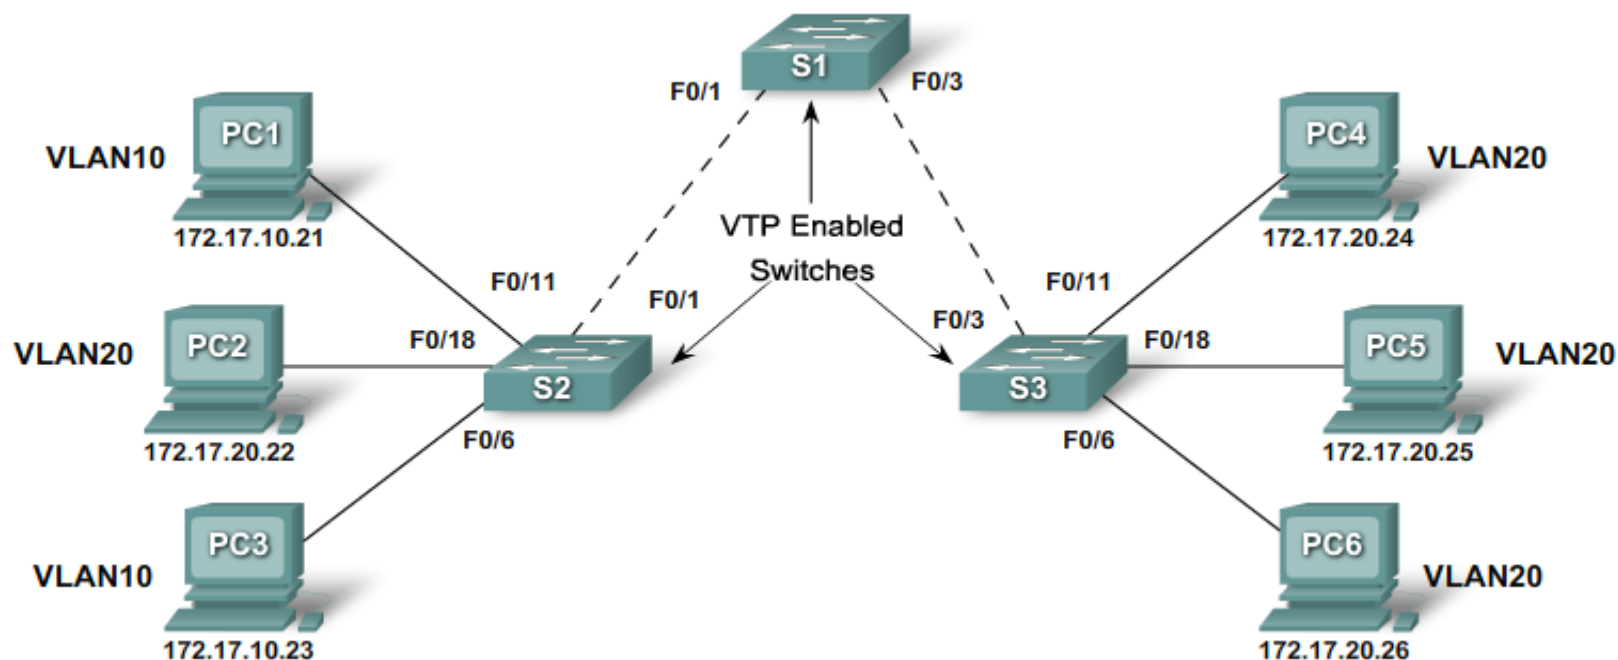 S1
F0/1
F0/3
PC1
VLAN10
172.17.10.21
PC4
VLAN20
172.17.20.24
VTP Enabled
Switches
F0/11
F0/1
F0/3
F0/11
PC2
VLAN20
172.17.20.22
F0/18
S2
F0/6
S3
F0/18
F0/6
PC5
VLAN20
172.17.20.25
PC3
VLAN10
172.17.10.23
PC6
VLAN20
172.17.20.26